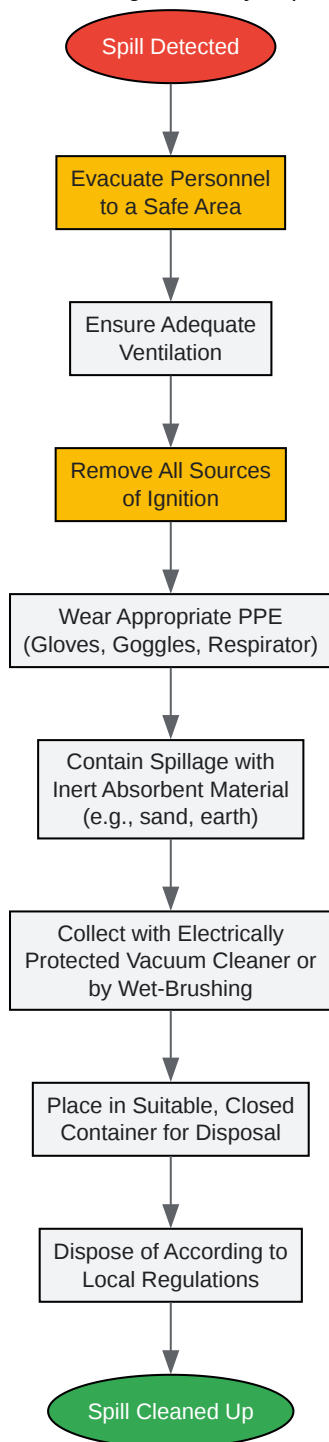 Spill Detected
Evacuate Personnel
to a Safe Area
Ensure Adequate
Ventilation
Remove All Sources
of Ignition
Wear Appropriate PPE
(Gloves, Goggles, Respirator)
Contain Spillage with
Inert Absorbent Material
(e.g., sand, earth)
Collect with Electrically
Protected Vacuum Cleaner or
by Wet-Brushing
Place in Suitable, Closed
Container for Disposal
Dispose of According to
Local Regulations
Spill Cleaned Up